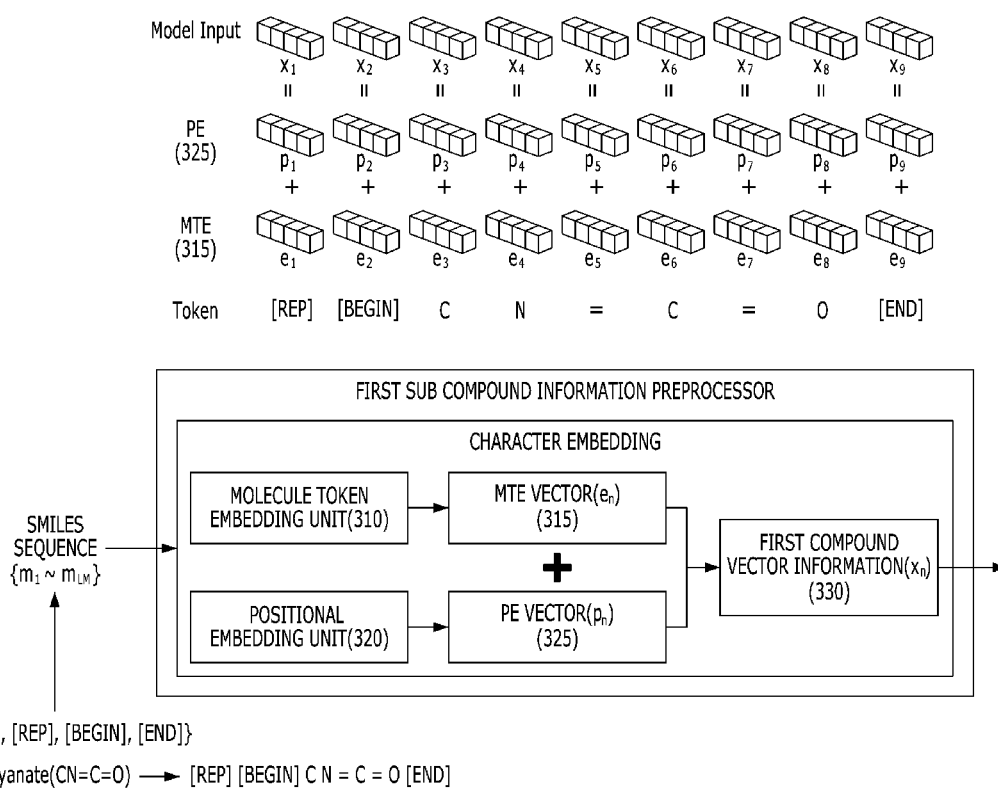 Model Input
x₁ x₂ x₃ x₄ x₅ x₆ x₇ x₈ x₉
= = = = = = = = =
PE
(325)
p₁ p₂ p₃ p₄ p₅ p₆ p₇ p₈ p₉
+ + + + + + + + +
MTE
(315)
e₁ e₂ e₃ e₄ e₅ e₆ e₇ e₈ e₉
Token [REP] [BEGIN] C N = C = O [END]
FIRST SUB COMPOUND INFORMATION PREPROCESSOR
CHARACTER EMBEDDING
MOLECULE TOKEN
EMBEDDING UNIT(310)
MTE VECTOR(eₙ)
(315)
SMILES
SEQUENCE
{m₁ ~ m_LM}
+
FIRST COMPOUND
VECTOR INFORMATION(xₙ)
(330)
POSITIONAL
EMBEDDING UNIT(320)
PE VECTOR(pₙ)
(325)
, [REP], [BEGIN], [END]}
yanate(CN=C=O) → [REP] [BEGIN] C N = C = O [END]